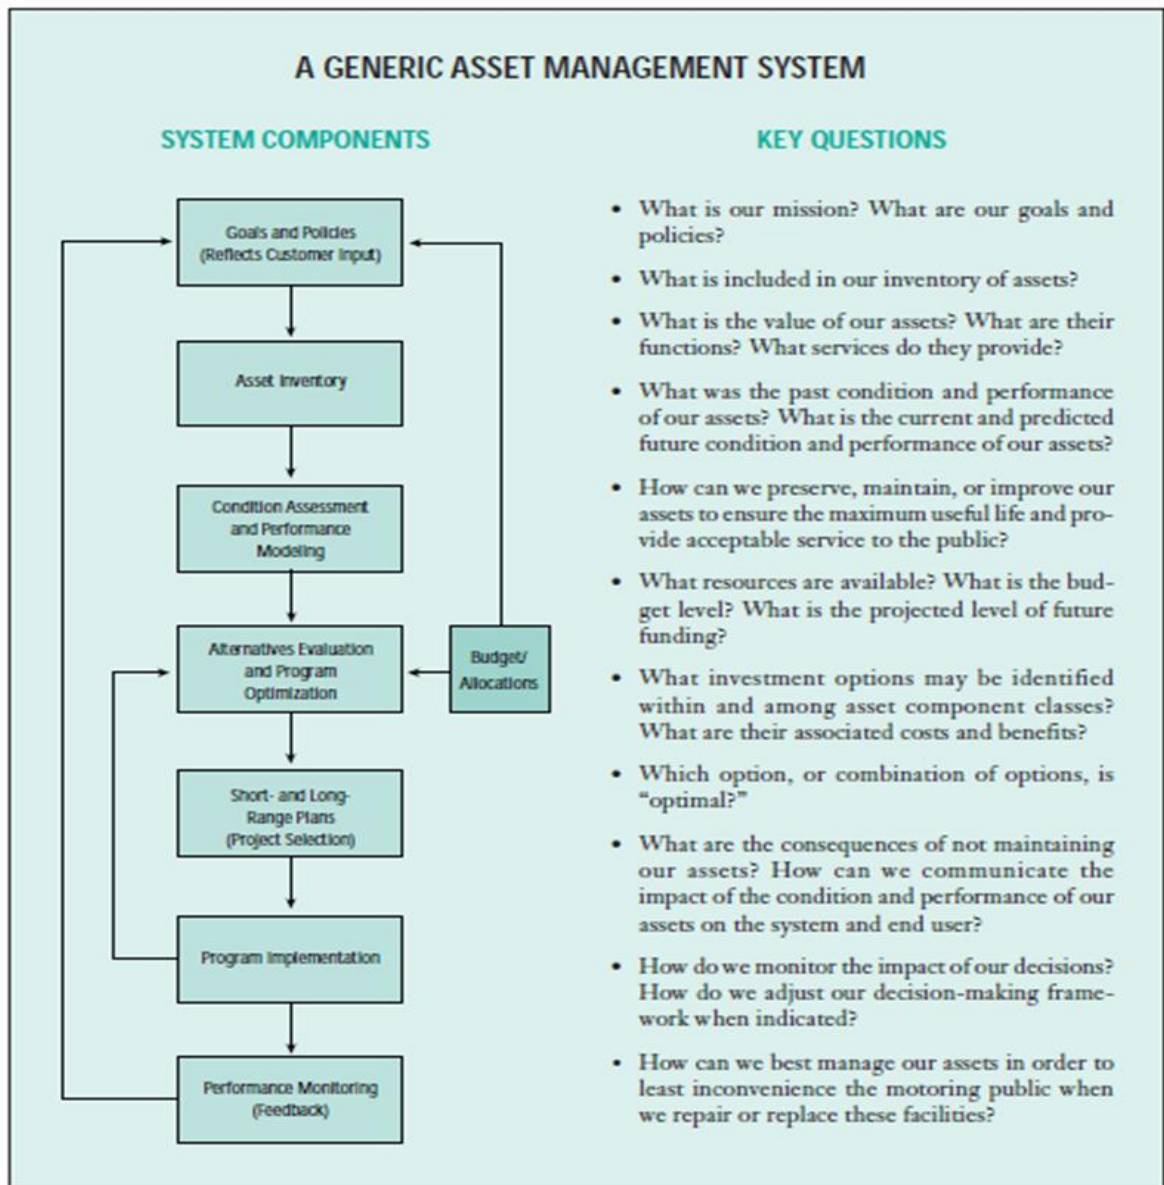 A GENERIC ASSET MANAGEMENT SYSTEM
SYSTEM COMPONENTS
Goals and Policies
(Reflects Customer Input)
Asset Inventory
Condition Assessment
and Performance
Modeling
Alternatives Evaluation
and Program
Optimization
Budget/
Allocations
Short- and Long-
Range Plans
(Project Selection)
Program Implementation
Performance Monitoring
(Feedback)
KEY QUESTIONS
• What is our mission? What are our goals and
policies?
• What is included in our inventory of assets?
• What is the value of our assets? What are their
functions? What services do they provide?
• What was the past condition and performance
of our assets? What is the current and predicted
future condition and performance of our assets?
• How can we preserve, maintain, or improve our
assets to ensure the maximum useful life and pro-
vide acceptable service to the public?
• What resources are available? What is the bud-
get level? What is the projected level of future
funding?
• What investment options may be identified
within and among asset component classes?
What are their associated costs and benefits?
• Which option, or combination of options, is
“optimal?”
• What are the consequences of not maintaining
our assets? How can we communicate the
impact of the condition and performance of our
assets on the system and end user?
• How do we monitor the impact of our decisions?
How do we adjust our decision-making frame-
work when indicated?
• How can we best manage our assets in order to
least inconvenience the motoring public when
we repair or replace these facilities?